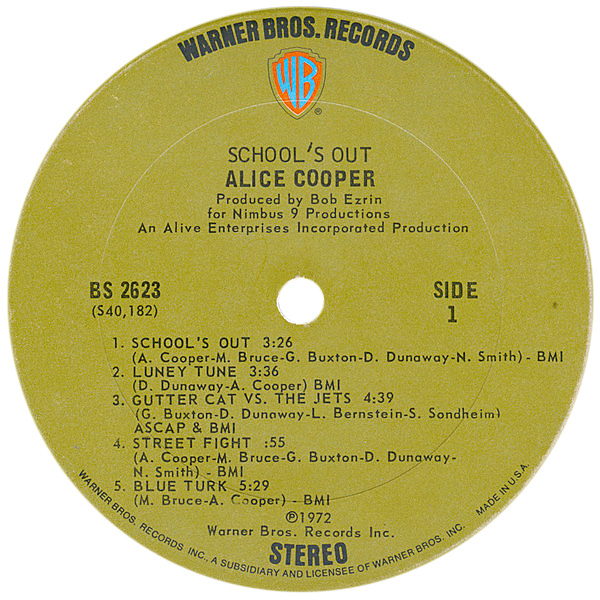 WARNER BROS. RECORDS
WB
®
SCHOOL'S OUT
ALICE COOPER
Produced by Bob Ezrin
for Nimbus 9 Productions
An Alive Enterprises Incorporated Production
BS 2623
(S40,182)
SIDE
1
1. SCHOOL'S OUT 3:26
(A. Cooper-M. Bruce-G. Buxton-D. Dunaway-N. Smith) - BMI
2. LUNEY TUNE 3:36
(D. Dunaway-A. Cooper) BMI
3. GUTTER CAT VS. THE JETS 4:39
(G. Buxton-D. Dunaway-L. Bernstein-S. Sondheim)
ASCAP & BMI
4. STREET FIGHT :55
(A. Cooper-M. Bruce-G. Buxton-D. Dunaway-
N. Smith) - BMI
5. BLUE TURK 5:29
(M. Bruce-A. Cooper) - BMI
℗1972
Warner Bros. Records Inc.
STEREO
WARNER BROS. RECORDS INC., A SUBSIDIARY AND LICENSEE OF WARNER BROS. INC.
MADE IN U.S.A.